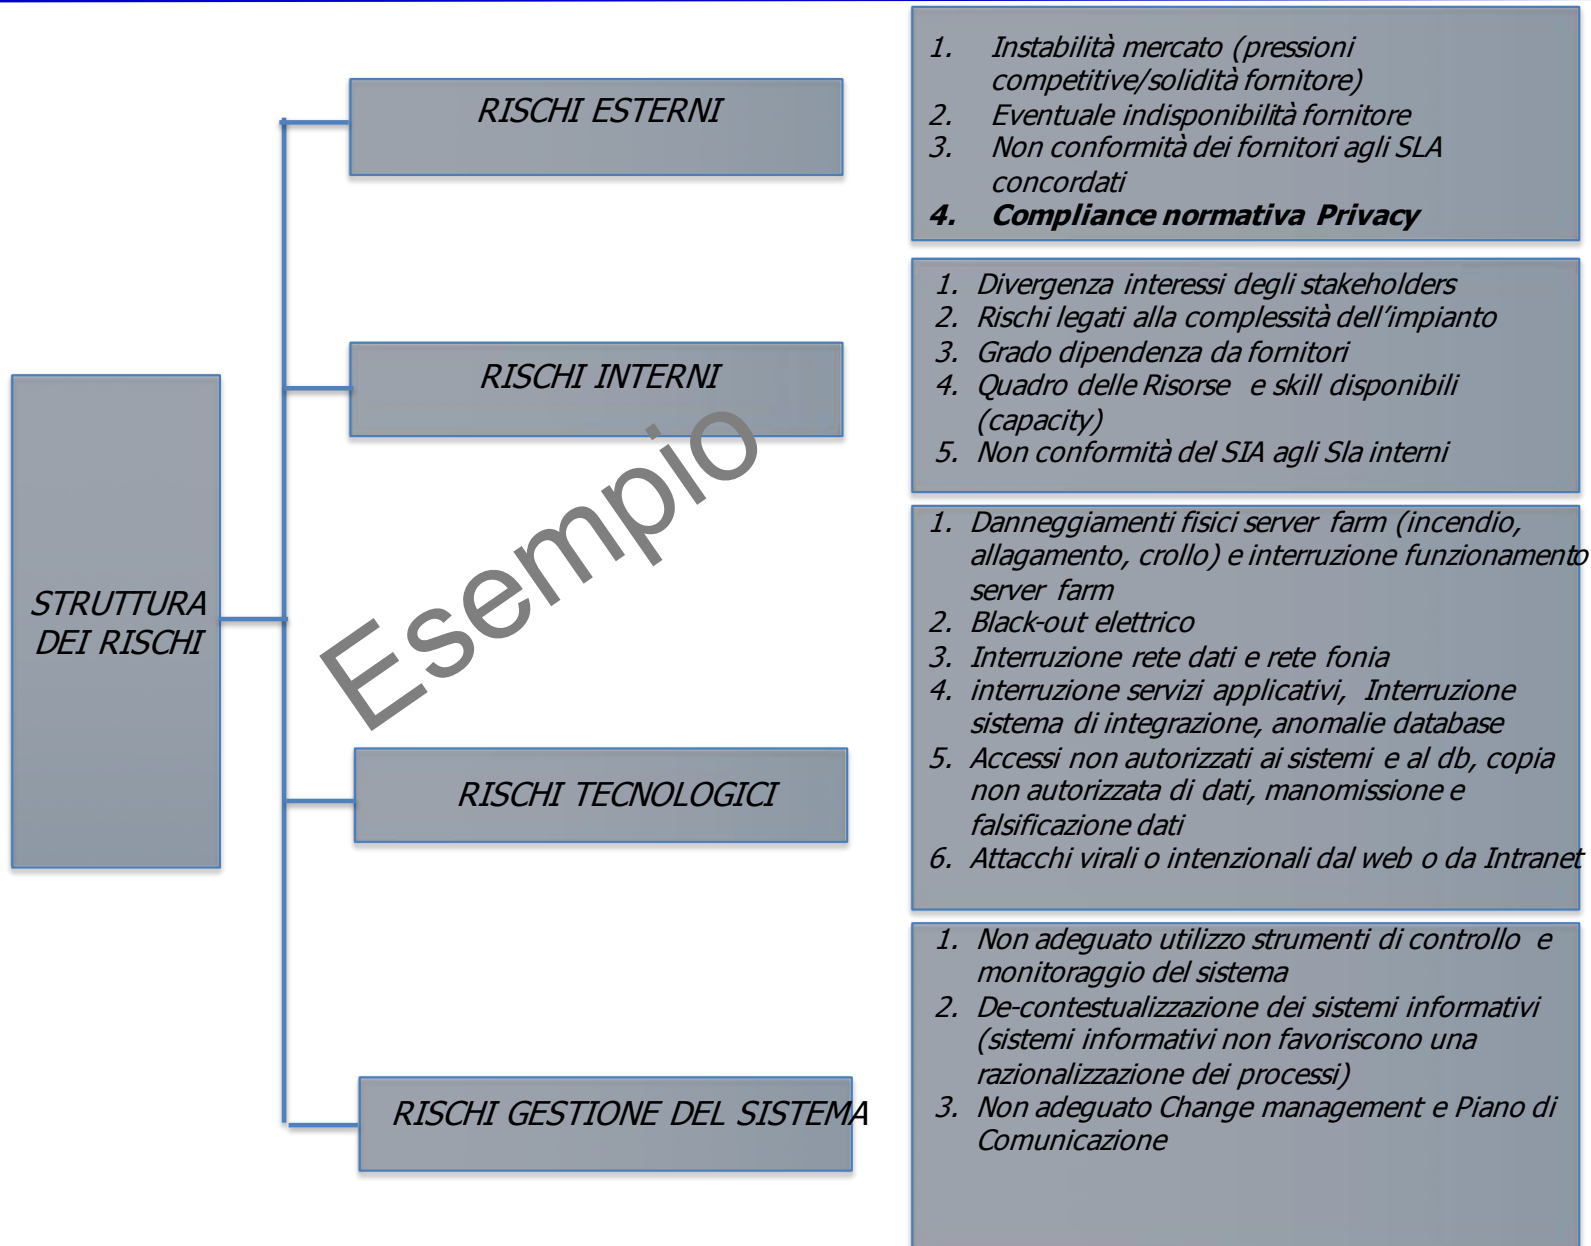 STRUTTURA
DEI RISCHI
RISCHI ESTERNI
1. Instabilità mercato (pressioni
competitive/solidità fornitore)
2. Eventuale indisponibilità fornitore
3. Non conformità dei fornitori agli SLA
concordati
4. Compliance normativa Privacy
RISCHI INTERNI
1. Divergenza interessi degli stakeholders
2. Rischi legati alla complessità dell’impianto
3. Grado dipendenza da fornitori
4. Quadro delle Risorse e skill disponibili
(capacity)
5. Non conformità del SIA agli Sla interni
Esempio
RISCHI TECNOLOGICI
1. Danneggiamenti fisici server farm (incendio,
allagamento, crollo) e interruzione funzionamento
server farm
2. Black-out elettrico
3. Interruzione rete dati e rete fonia
4. interruzione servizi applicativi, Interruzione
sistema di integrazione, anomalie database
5. Accessi non autorizzati ai sistemi e al db, copia
non autorizzata di dati, manomissione e
falsificazione dati
6. Attacchi virali o intenzionali dal web o da Intranet
RISCHI GESTIONE DEL SISTEMA
1. Non adeguato utilizzo strumenti di controllo e
monitoraggio del sistema
2. De-contestualizzazione dei sistemi informativi
(sistemi informativi non favoriscono una
razionalizzazione dei processi)
3. Non adeguato Change management e Piano di
Comunicazione